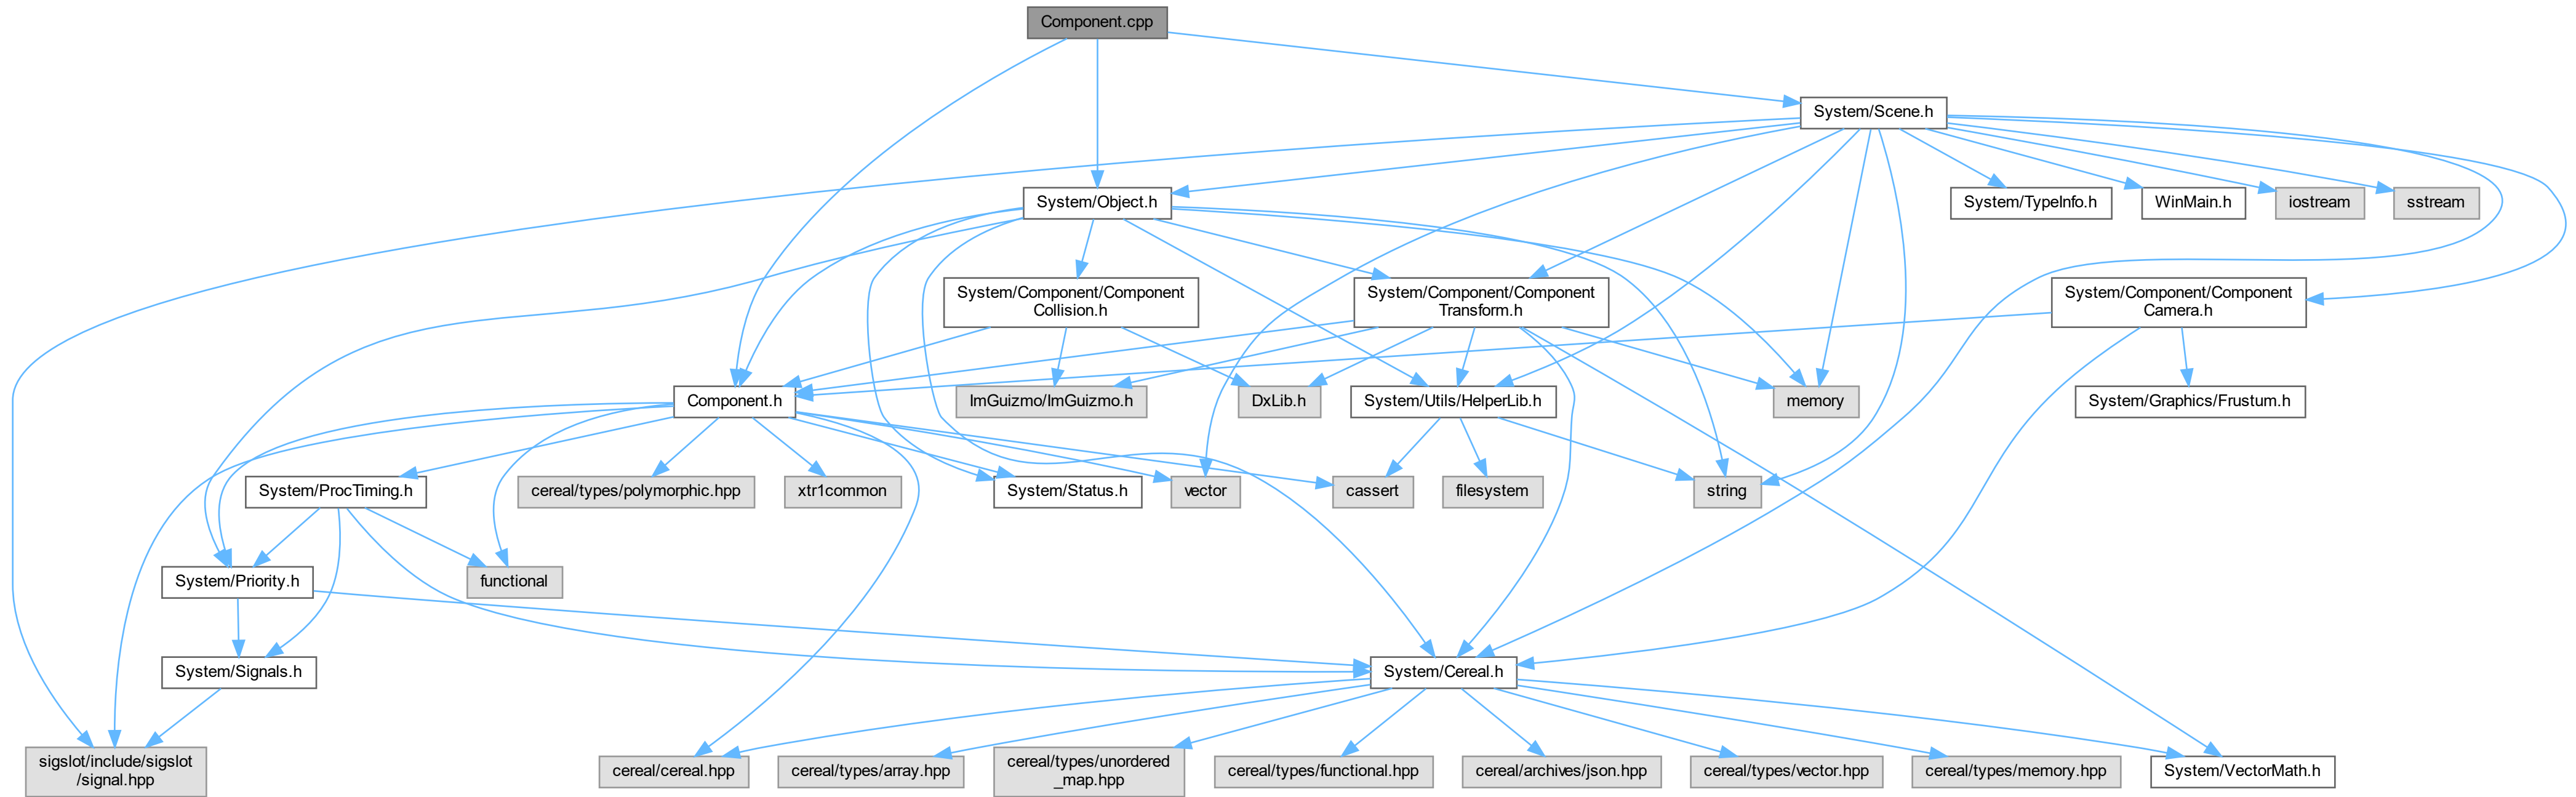 Component.cpp
System/Scene.h
System/Object.h
System/TypeInfo.h
WinMain.h
iostream
sstream
System/Component/Component
Collision.h
System/Component/Component
Transform.h
System/Component/Component
Camera.h
Component.h
ImGuizmo/ImGuizmo.h
DxLib.h
System/Utils/HelperLib.h
memory
System/Graphics/Frustum.h
System/ProcTiming.h
cereal/types/polymorphic.hpp
xtr1common
System/Status.h
vector
cassert
filesystem
string
System/Priority.h
functional
System/Signals.h
System/Cereal.h
sigslot/include/sigslot
/signal.hpp
cereal/cereal.hpp
cereal/types/array.hpp
cereal/types/unordered
_map.hpp
cereal/types/functional.hpp
cereal/archives/json.hpp
cereal/types/vector.hpp
cereal/types/memory.hpp
System/VectorMath.h